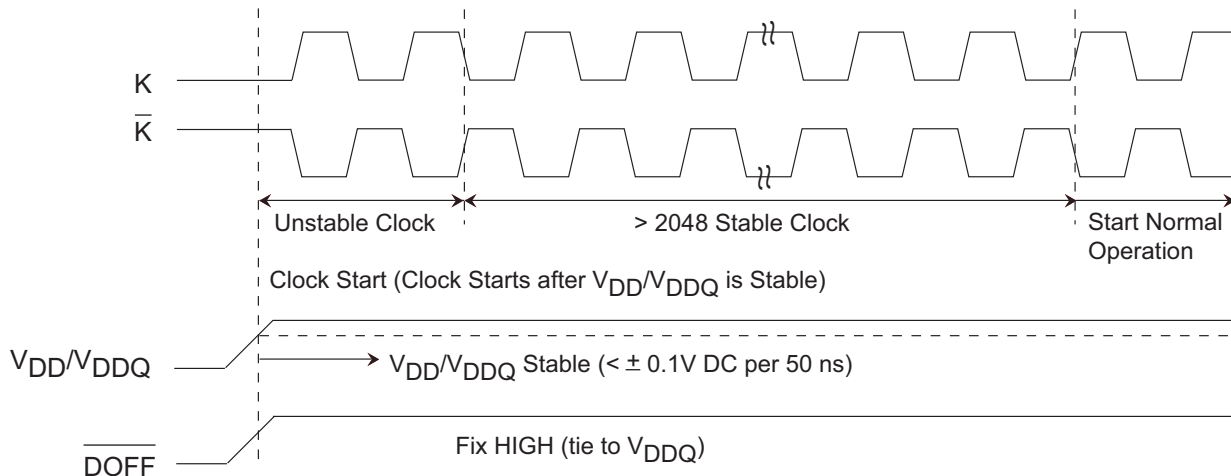 K
K̅
Unstable Clock
> 2048 Stable Clock
Start Normal
Operation
Clock Start (Clock Starts after VDD/VDDQ is Stable)
VDD/VDDQ
VDD/VDDQ Stable (< ± 0.1V DC per 50 ns)
Fix HIGH (tie to VDDQ)
D̅O̅F̅F̅